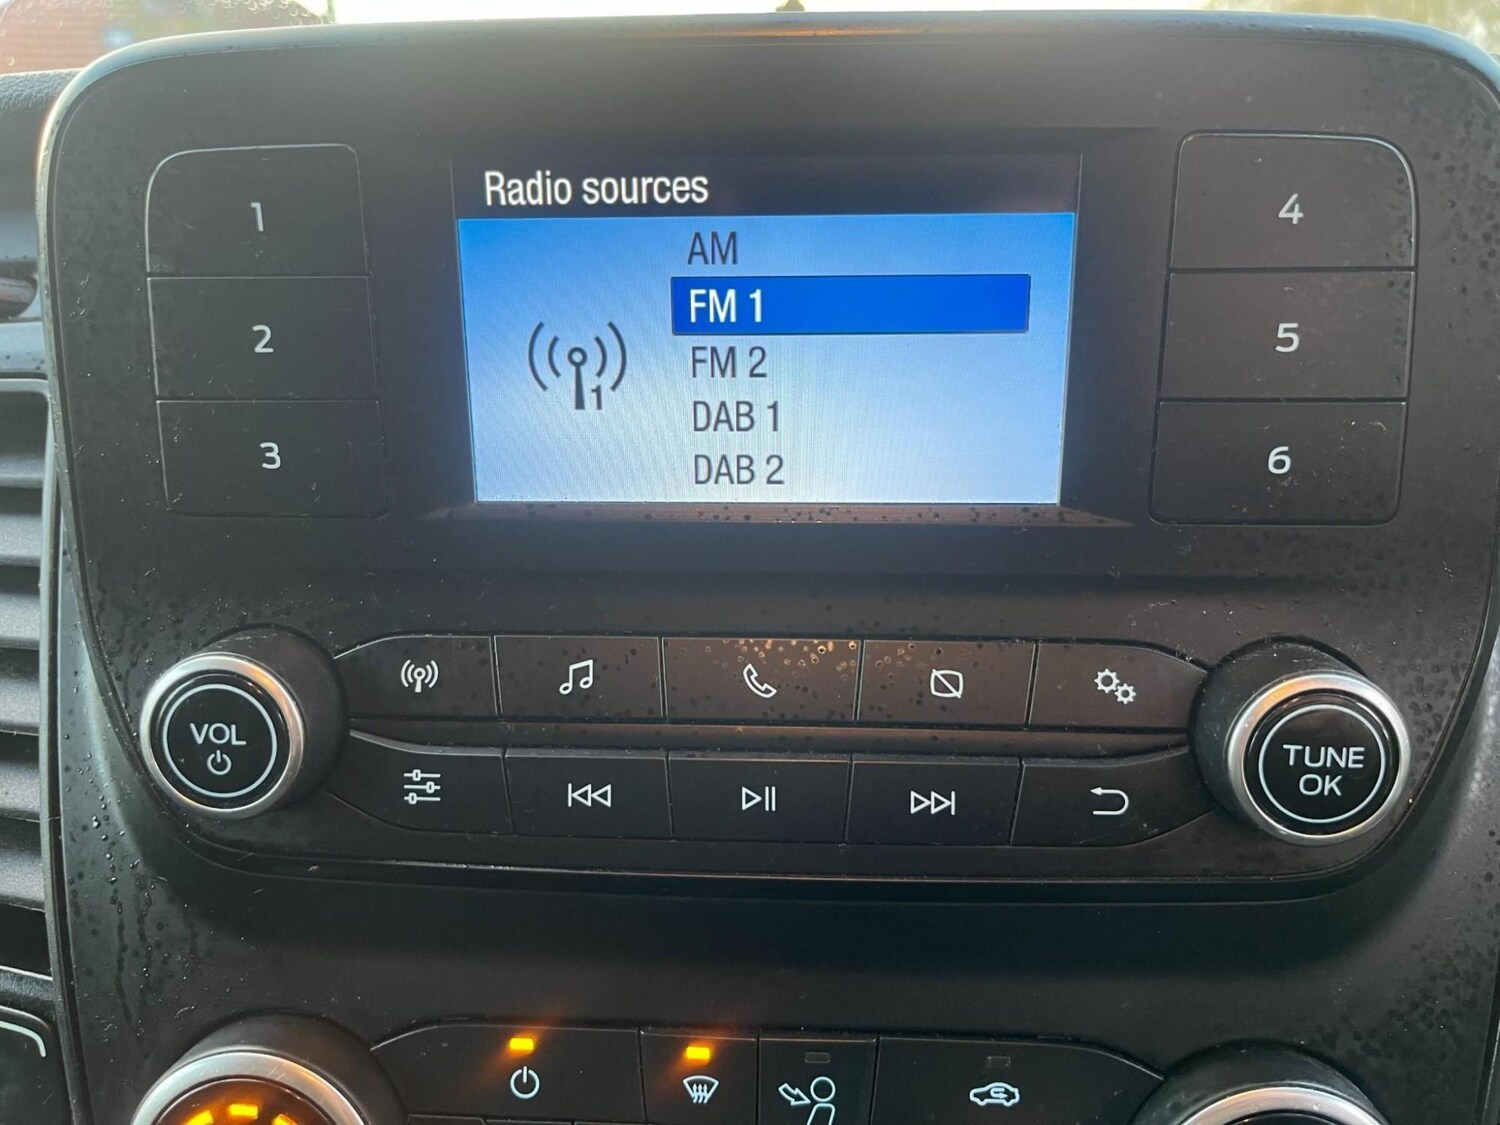 Radio sources
AM
FM 1
FM 2
DAB 1
DAB 2
1
1
2
3
4
5
6
VOL
TUNE
OK